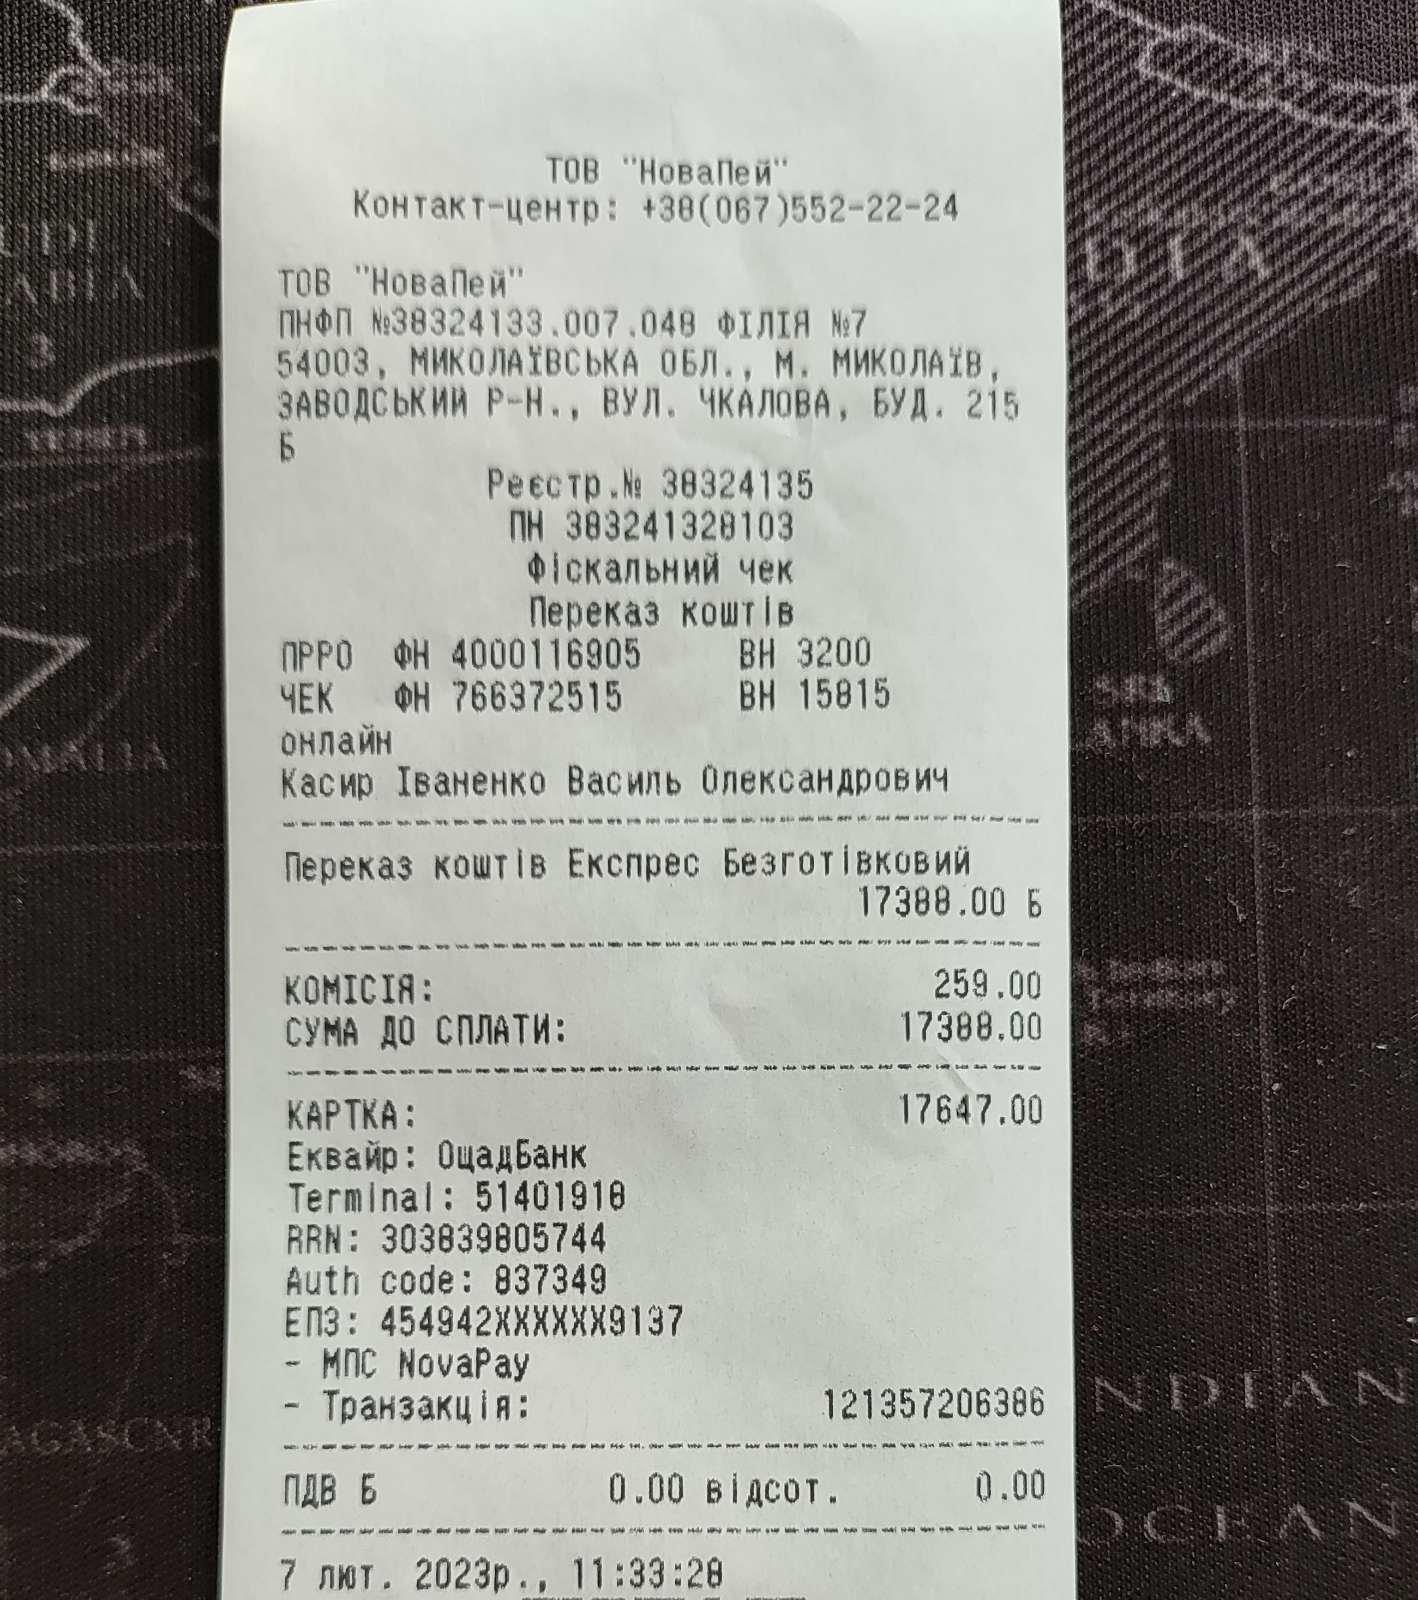 ТОВ "НоваПей"
Контакт-центр: +38(067)552-22-24
ТОВ "НоваПей"
ПНФП №38324133.007.048 ФІЛІЯ №7
54003, МИКОЛАЇВСЬКА ОБЛ., М. МИКОЛАЇВ,
ЗАВОДСЬКИЙ Р-Н., ВУЛ. ЧКАЛОВА, БУД. 215
Б
Реєстр.№ 38324135
ПН 383241328103
Фіскальний чек
Переказ коштів
ПРРО ФН 4000116905 ВН 3200
ЧЕК ФН 766372515 ВН 15815
онлайн
Касир Іваненко Василь Олександрович
Переказ коштів Експрес Безготівковий
17388.00 Б
КОМІСІЯ: 259.00
СУМА ДО СПЛАТИ: 17388.00
КАРТКА: 17647.00
Еквайр: ОщадБанк
Terminal: S1401918
RRN: 303839805744
Auth code: 837349
ЕПЗ: 454942XXXXXX9137
- МПС NovaPay
- Транзакція: 121357206386
ПДВ Б 0.00 відсот. 0.00
7 лют. 2023р., 11:33:28
INDIAN
OCEAN